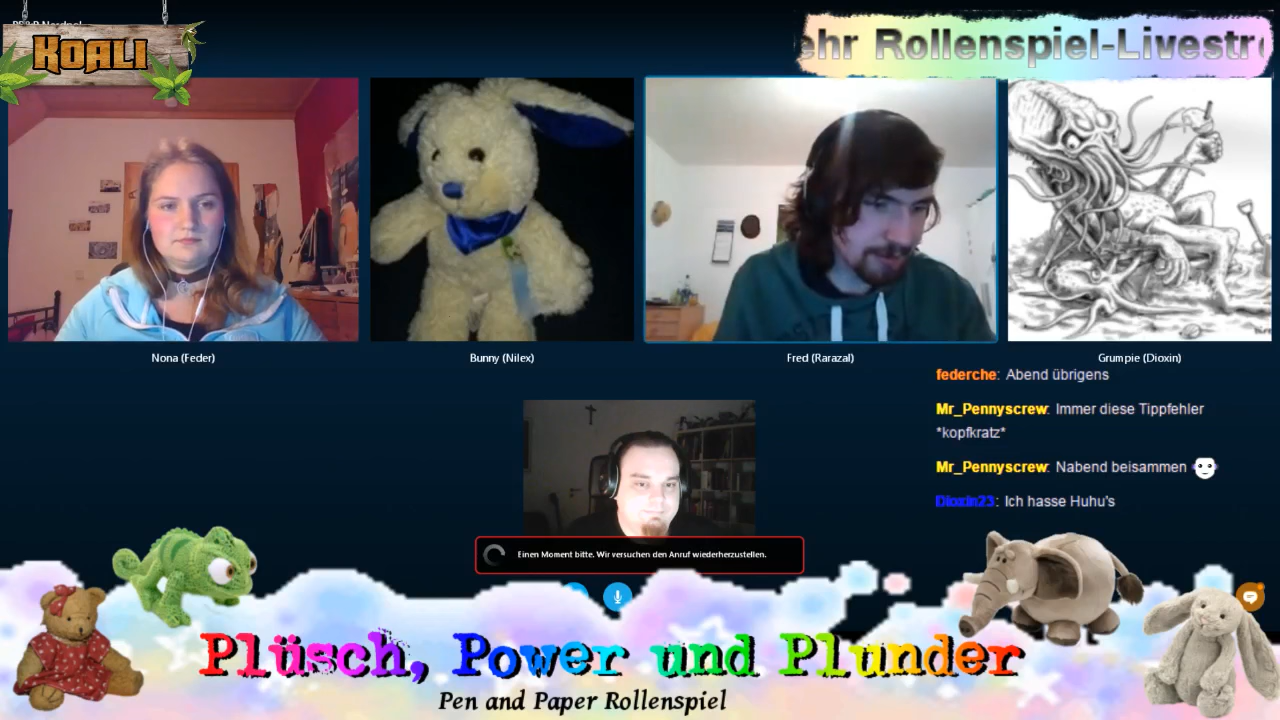 KOALI
ehr Rollenspiel-Livestr
Nona (Feder)
Bunny (Nilex)
Fred (Rarazal)
Grumpie (Dioxin)
federche: Abend übrigens
Mr_Pennyscrew: Immer diese Tippfehler
*kopfkratz*
Mr_Pennyscrew: Nabend beisammen
Dioxin23: Ich hasse Huhu's
Einen Moment bitte. Wir versuchen den Anruf wiederherzustellen.
Plüsch, Power und Plunder
Pen and Paper Rollenspiel